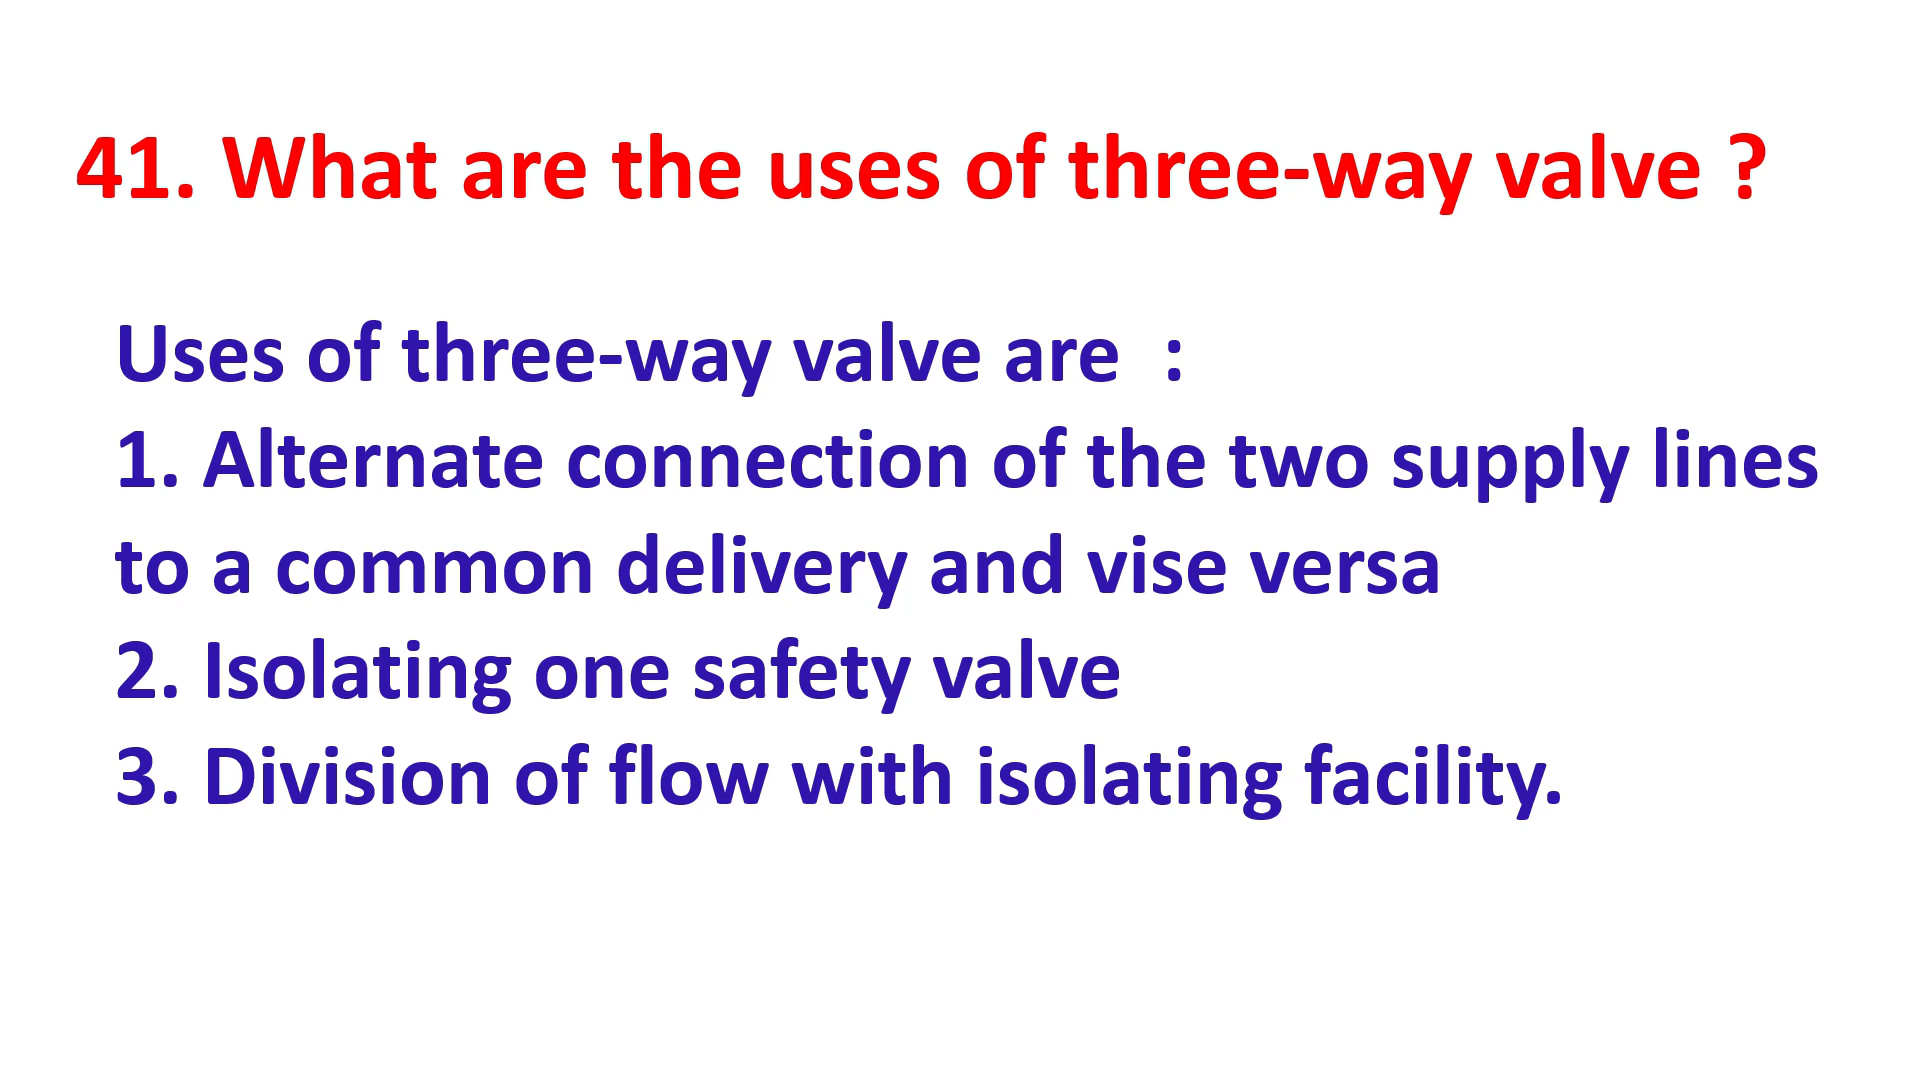 41. What are the uses of three-way valve ?
Uses of three-way valve are  :
1. Alternate connection of the two supply lines
to a common delivery and vise versa
2. Isolating one safety valve
3. Division of flow with isolating facility.